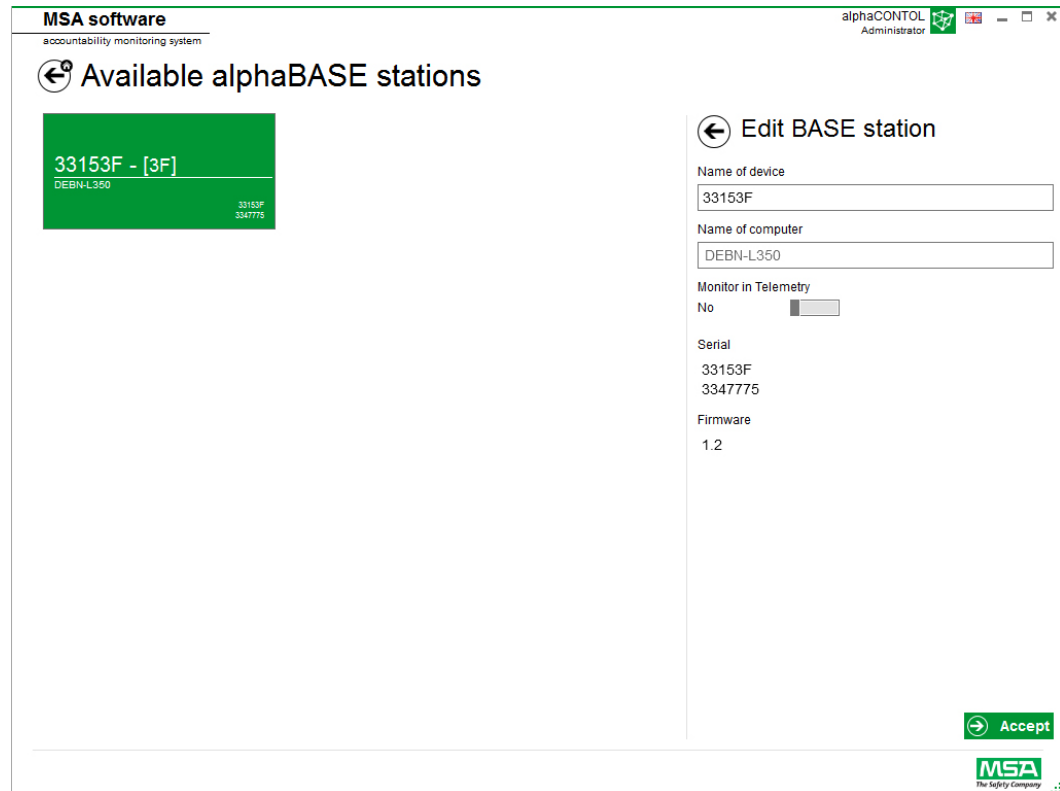 MSA software
accountability monitoring system
alphaCONTOL
Administrator
Available alphaBASE stations
33153F - [3F]
DEBN-L350
33153F
3347775
Edit BASE station
Name of device
33153F
Name of computer
DEBN-L350
Monitor in Telemetry
No
Serial
33153F
3347775
Firmware
1.2
Accept
MSA
The Safety Company